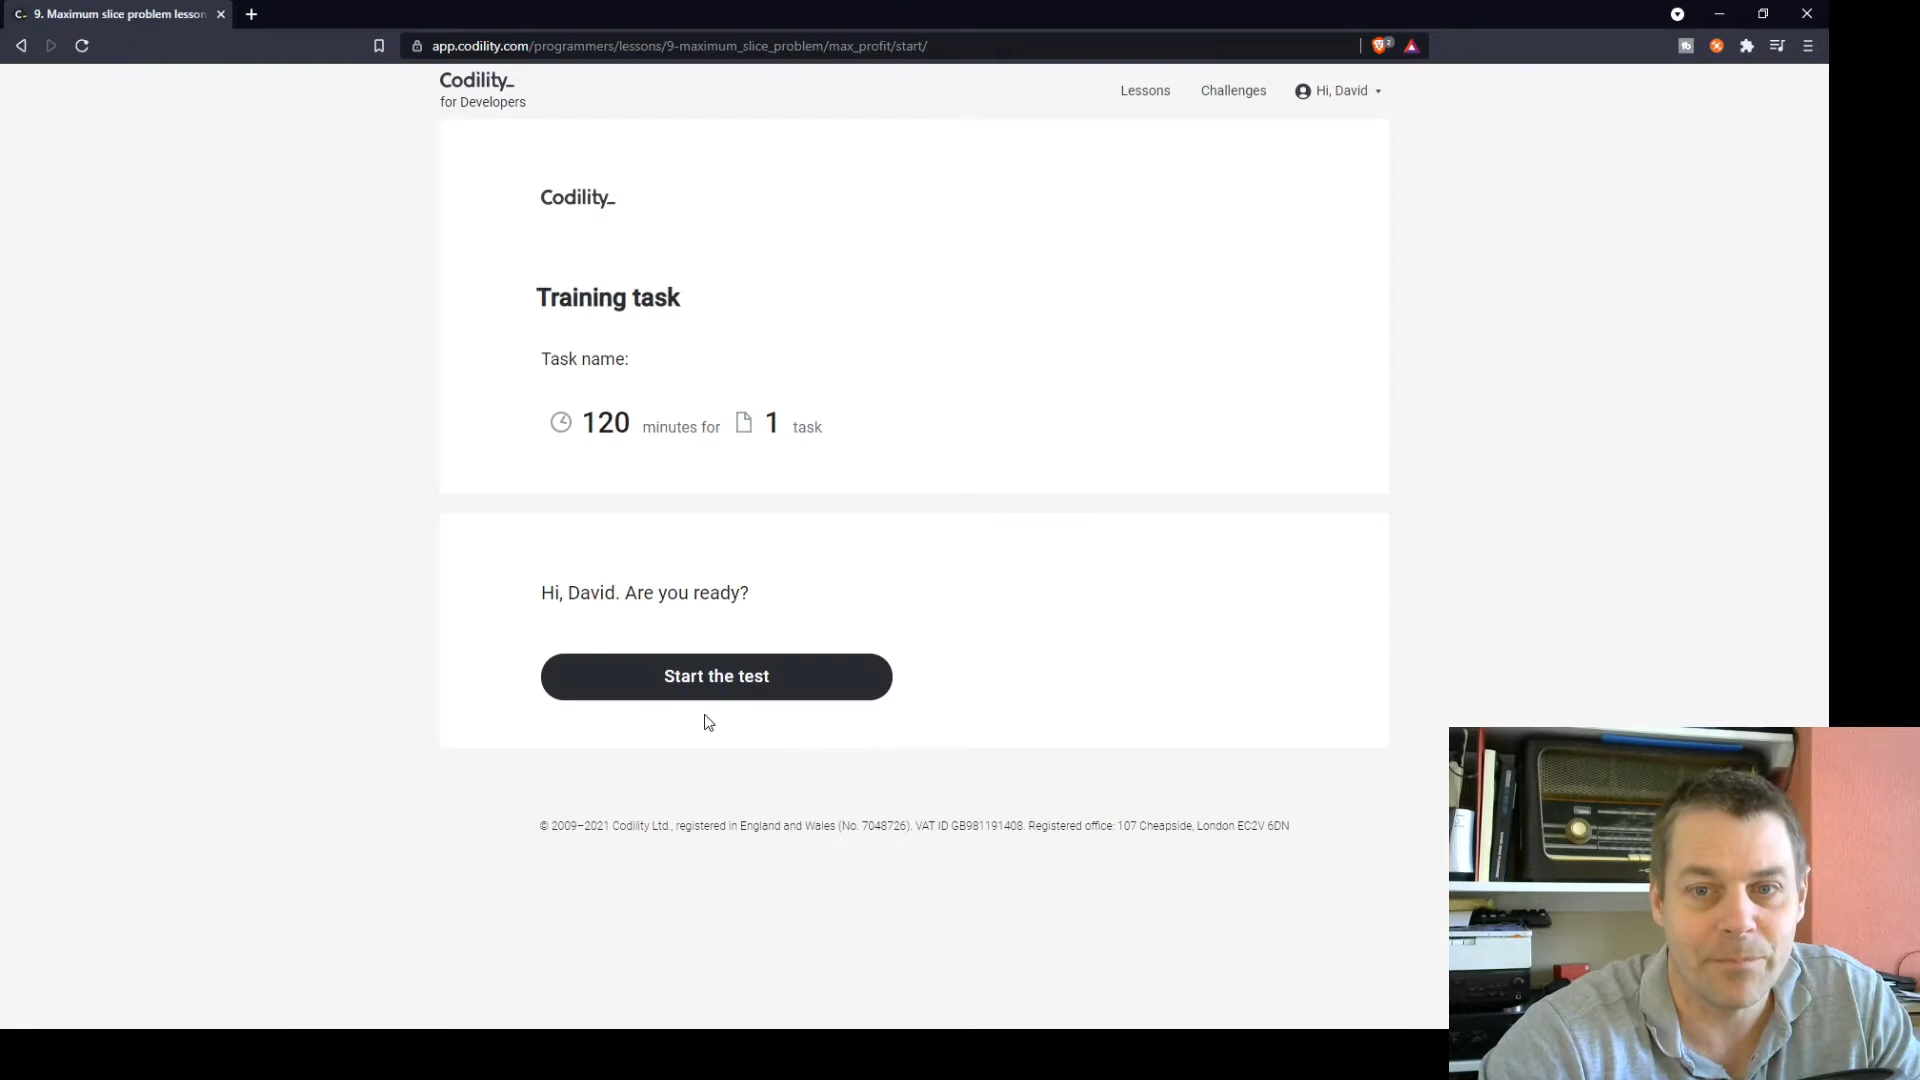 9. Maximum slice problem lesson
app.codility.com/programmers/lessons/9-maximum_slice_problem/max_profit/start/
2
Codility_
for Developers
Lessons
Challenges
Hi, David
Codility_
Training task
Task name:
120 minutes for 1 task
Hi, David. Are you ready?
Start the test
© 2009–2021 Codility Ltd., registered in England and Wales (No. 7048726). VAT ID GB981191408. Registered office: 107 Cheapside, London EC2V 6DN